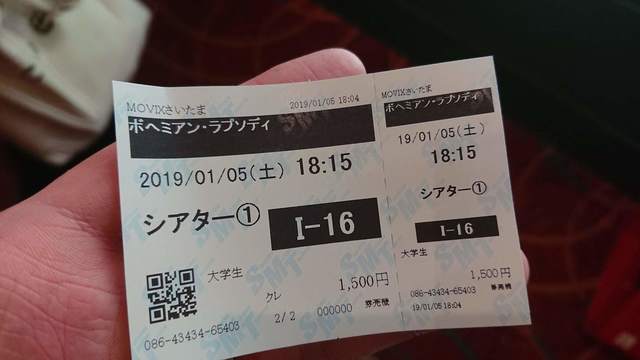 MOVIXさいたま
2019/01/05 18:04
ボヘミアン・ラプソディ
2019/01/05(土) 18:15
シアター① I-16
大学生
1,500円
クレ
2/2 000000 券売機
086-43434-65403
MOVIXさいたま
ボヘミアン・ラプソディ
19/01/05(土)
18:15
シアター①
I-16
大学生
1,500円
086-43434-65403 券売機
19/01/05 18:04
SMT